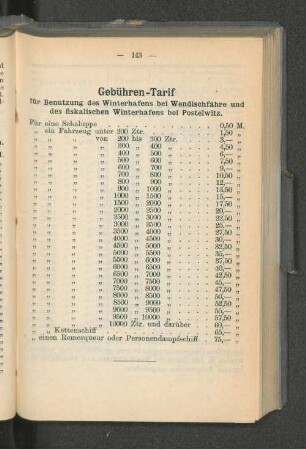 — 143 —
Gebühren-Tarif
für Benutzung des Winterhafens bei Wendischfähre und
des fiskalischen Winterhafens bei Postelwitz.
Für eine Schaluppe . . . . . . . . 0,50 M.
„ ein Fahrzeug unter 200 Ztr. . . . . 1,50 „
„ „ „ von 200 bis 300 Ztr. . . 3,— „
„ „ „ „ 300 „ 400 „ . . 4,50 „
„ „ „ „ 400 „ 500 „ . . 6,— „
„ „ „ „ 500 „ 600 „ . . 7,50 „
„ „ „ „ 600 „ 700 „ . . 9,— „
„ „ „ „ 700 „ 800 „ . . 10,50 „
„ „ „ „ 800 „ 900 „ . . 12,— „
„ „ „ „ 900 „ 1000 „ . . 13,50 „
„ „ „ „ 1000 „ 1500 „ . . 15,— „
„ „ „ „ 1500 „ 2000 „ . . 17,50 „
„ „ „ „ 2000 „ 2500 „ . . 20,— „
„ „ „ „ 2500 „ 3000 „ . . 22,50 „
„ „ „ „ 3000 „ 3500 „ . . 25,— „
„ „ „ „ 3500 „ 4000 „ . . 27,50 „
„ „ „ „ 4000 „ 4500 „ . . 30,— „
„ „ „ „ 4500 „ 5000 „ . . 32,50 „
„ „ „ „ 5000 „ 5500 „ . . 35,— „
„ „ „ „ 5500 „ 6000 „ . . 37,50 „
„ „ „ „ 6000 „ 6500 „ . . 40,— „
„ „ „ „ 6500 „ 7000 „ . . 42,50 „
„ „ „ „ 7000 „ 7500 „ . . 45,— „
„ „ „ „ 7500 „ 8000 „ . . 47,50 „
„ „ „ „ 8000 „ 8500 „ . . 50,— „
„ „ „ „ 8500 „ 9000 „ . . 52,50 „
„ „ „ „ 9000 „ 9500 „ . . 55,— „
„ „ „ „ 9500 „ 10000 „ . . 57,50 „
„ „ „ „ 10000 Ztr. und darüber . . 60,— „
„ „ Kettenschiff . . . . . . . . 65,— „
„ einen Remorqueur oder Personendampfschiff . 75,— „